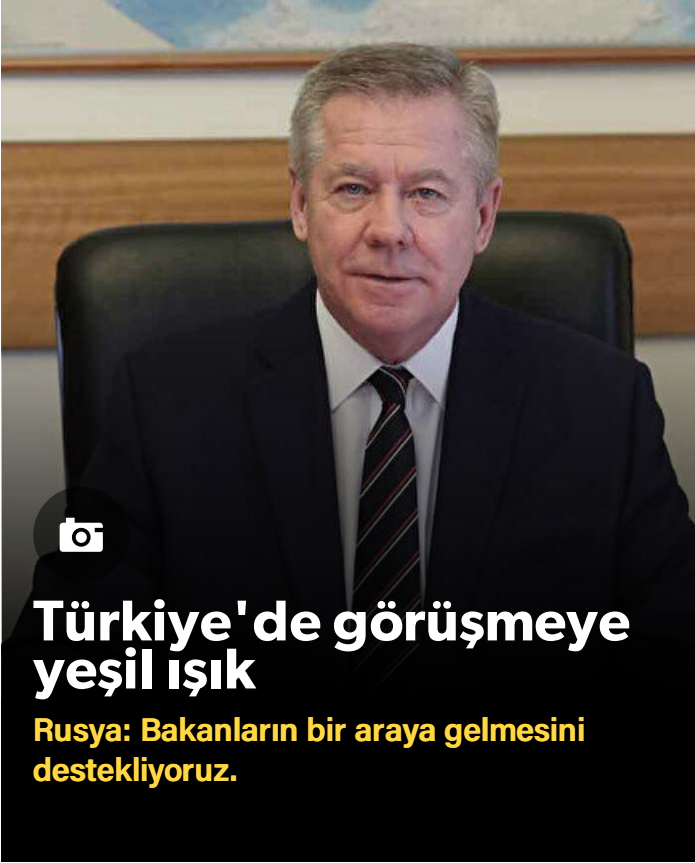 Türkiye'de görüşmeye
yeşil ışık
Rusya: Bakanların bir araya gelmesini
destekliyoruz.